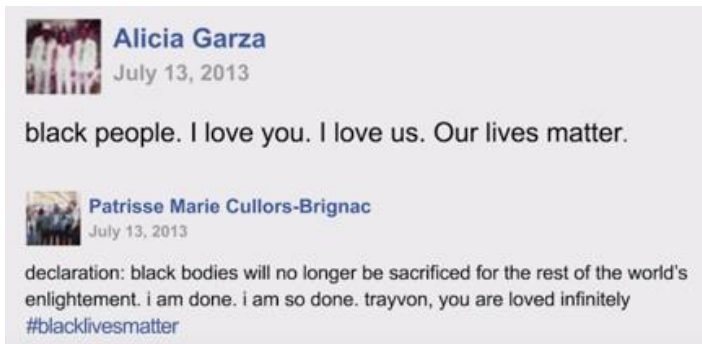 Alicia Garza
July 13, 2013
black people. I love you. I love us. Our lives matter.
Patrisse Marie Cullors-Brignac
July 13, 2013
declaration: black bodies will no longer be sacrificed for the rest of the world's
enlightement. i am done. i am so done. trayvon, you are loved infinitely
#blacklivesmatter